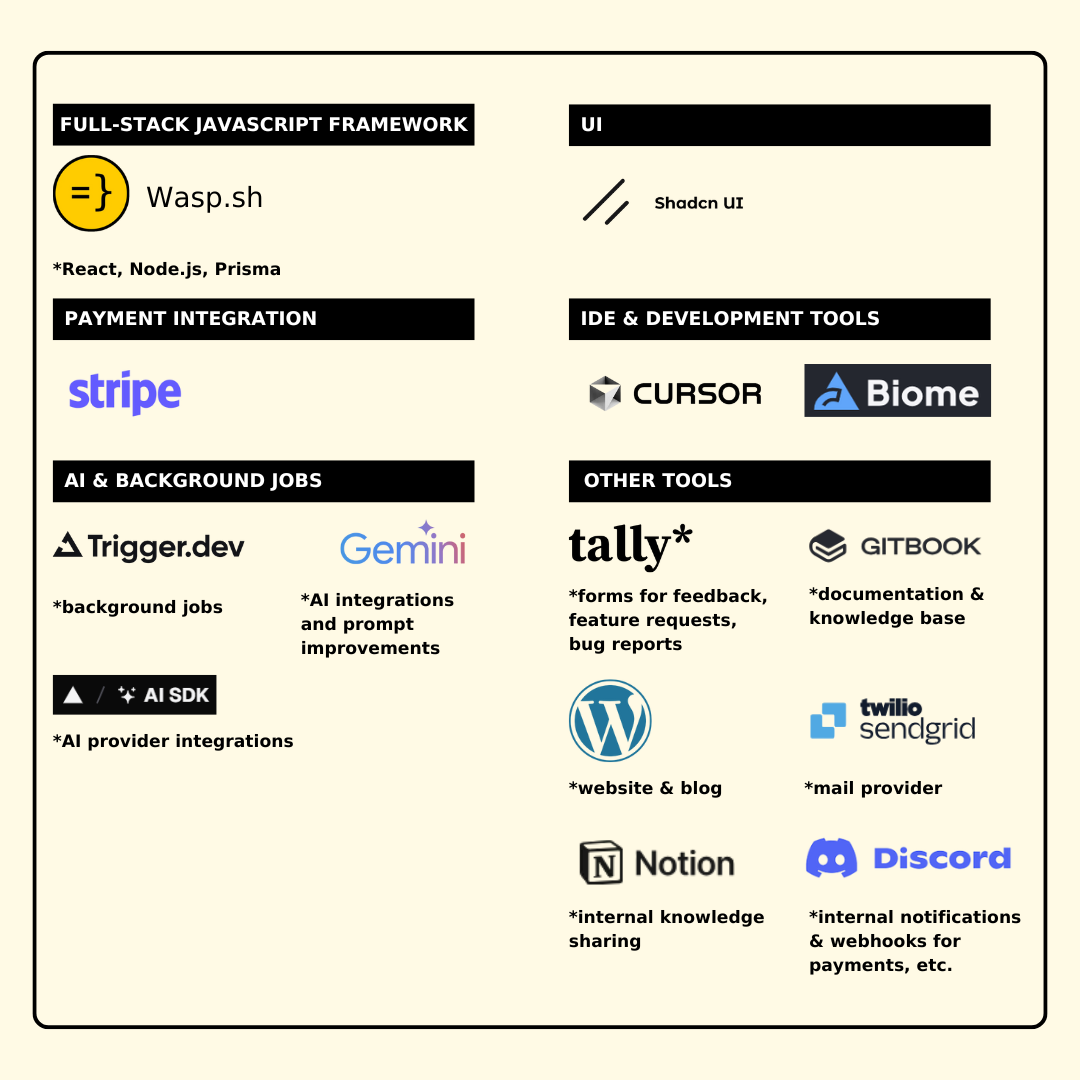 FULL-STACK JAVASCRIPT FRAMEWORK
=} Wasp.sh
*React, Node.js, Prisma
UI
Shadcn UI
PAYMENT INTEGRATION
stripe
IDE & DEVELOPMENT TOOLS
CURSOR
Biome
AI & BACKGROUND JOBS
Trigger.dev
*background jobs
Gemini
*AI integrations
and prompt
improvements
/ AI SDK
*AI provider integrations
OTHER TOOLS
tally*
*forms for feedback,
feature requests,
bug reports
GITBOOK
*documentation &
knowledge base
W
*website & blog
twilio
sendgrid
*mail provider
N Notion
*internal knowledge
sharing
Discord
*internal notifications
& webhooks for
payments, etc.